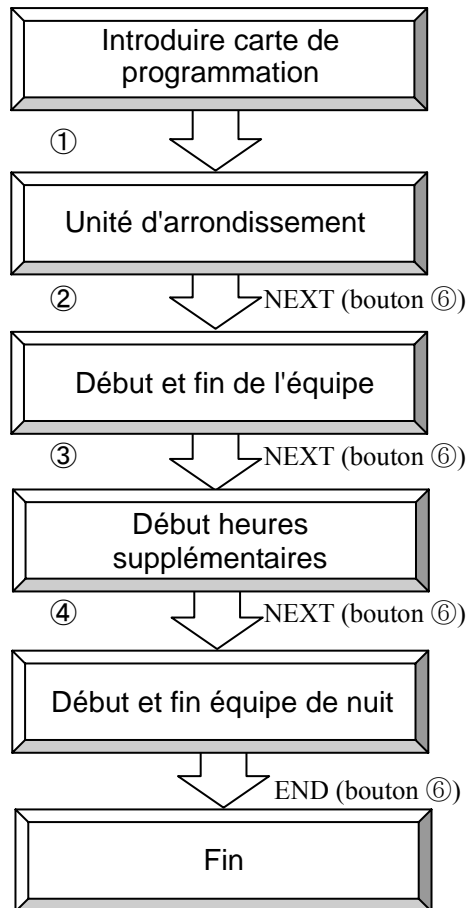 Introduire carte de
programmation
①
Unité d'arrondissement
② NEXT (bouton ⑥)
Début et fin de l'équipe
③ NEXT (bouton ⑥)
Début heures
supplémentaires
④ NEXT (bouton ⑥)
Début et fin équipe de nuit
END (bouton ⑥)
Fin